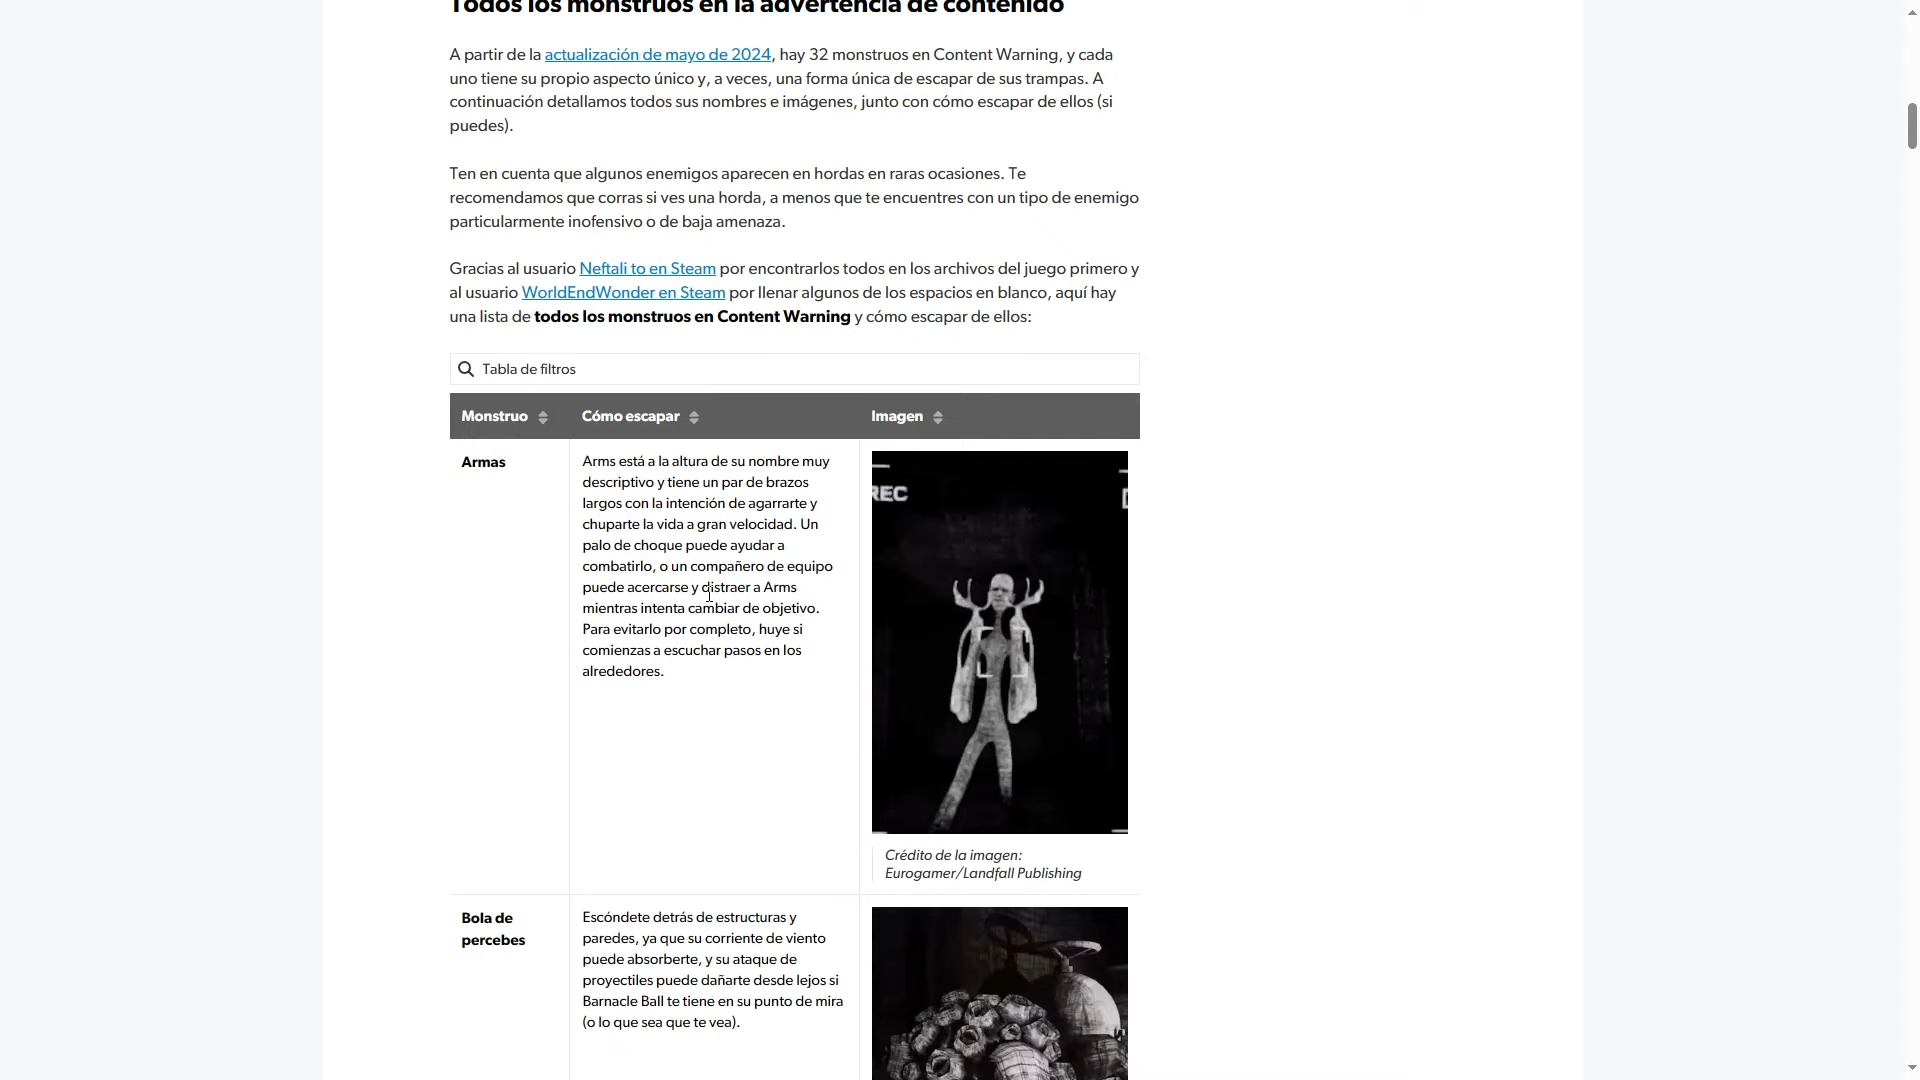 Todos los monstruos en la advertencia de contenido
A partir de la actualización de mayo de 2024, hay 32 monstruos en Content Warning, y cada
uno tiene su propio aspecto único y, a veces, una forma única de escapar de sus trampas. A
continuación detallamos todos sus nombres e imágenes, junto con cómo escapar de ellos (si
puedes).
Ten en cuenta que algunos enemigos aparecen en hordas en raras ocasiones. Te
recomendamos que corras si ves una horda, a menos que te encuentres con un tipo de enemigo
particularmente inofensivo o de baja amenaza.
Gracias al usuario Neftali to en Steam por encontrarlos todos en los archivos del juego primero y
al usuario WorldEndWonder en Steam por llenar algunos de los espacios en blanco, aquí hay
una lista de todos los monstruos en Content Warning y cómo escapar de ellos:
Tabla de filtros
Monstruo Cómo escapar Imagen
Armas
Arms está a la altura de su nombre muy
descriptivo y tiene un par de brazos
largos con la intención de agarrarte y
chuparte la vida a gran velocidad. Un
palo de choque puede ayudar a
combatirlo, o un compañero de equipo
puede acercarse y distraer a Arms
mientras intenta cambiar de objetivo.
Para evitarlo por completo, huye si
comienzas a escuchar pasos en los
alrededores.
REC
Crédito de la imagen:
Eurogamer/Landfall Publishing
Bola de
percebes
Escóndete detrás de estructuras y
paredes, ya que su corriente de viento
puede absorberte, y su ataque de
proyectiles puede dañarte desde lejos si
Barnacle Ball te tiene en su punto de mira
(o lo que sea que te vea).